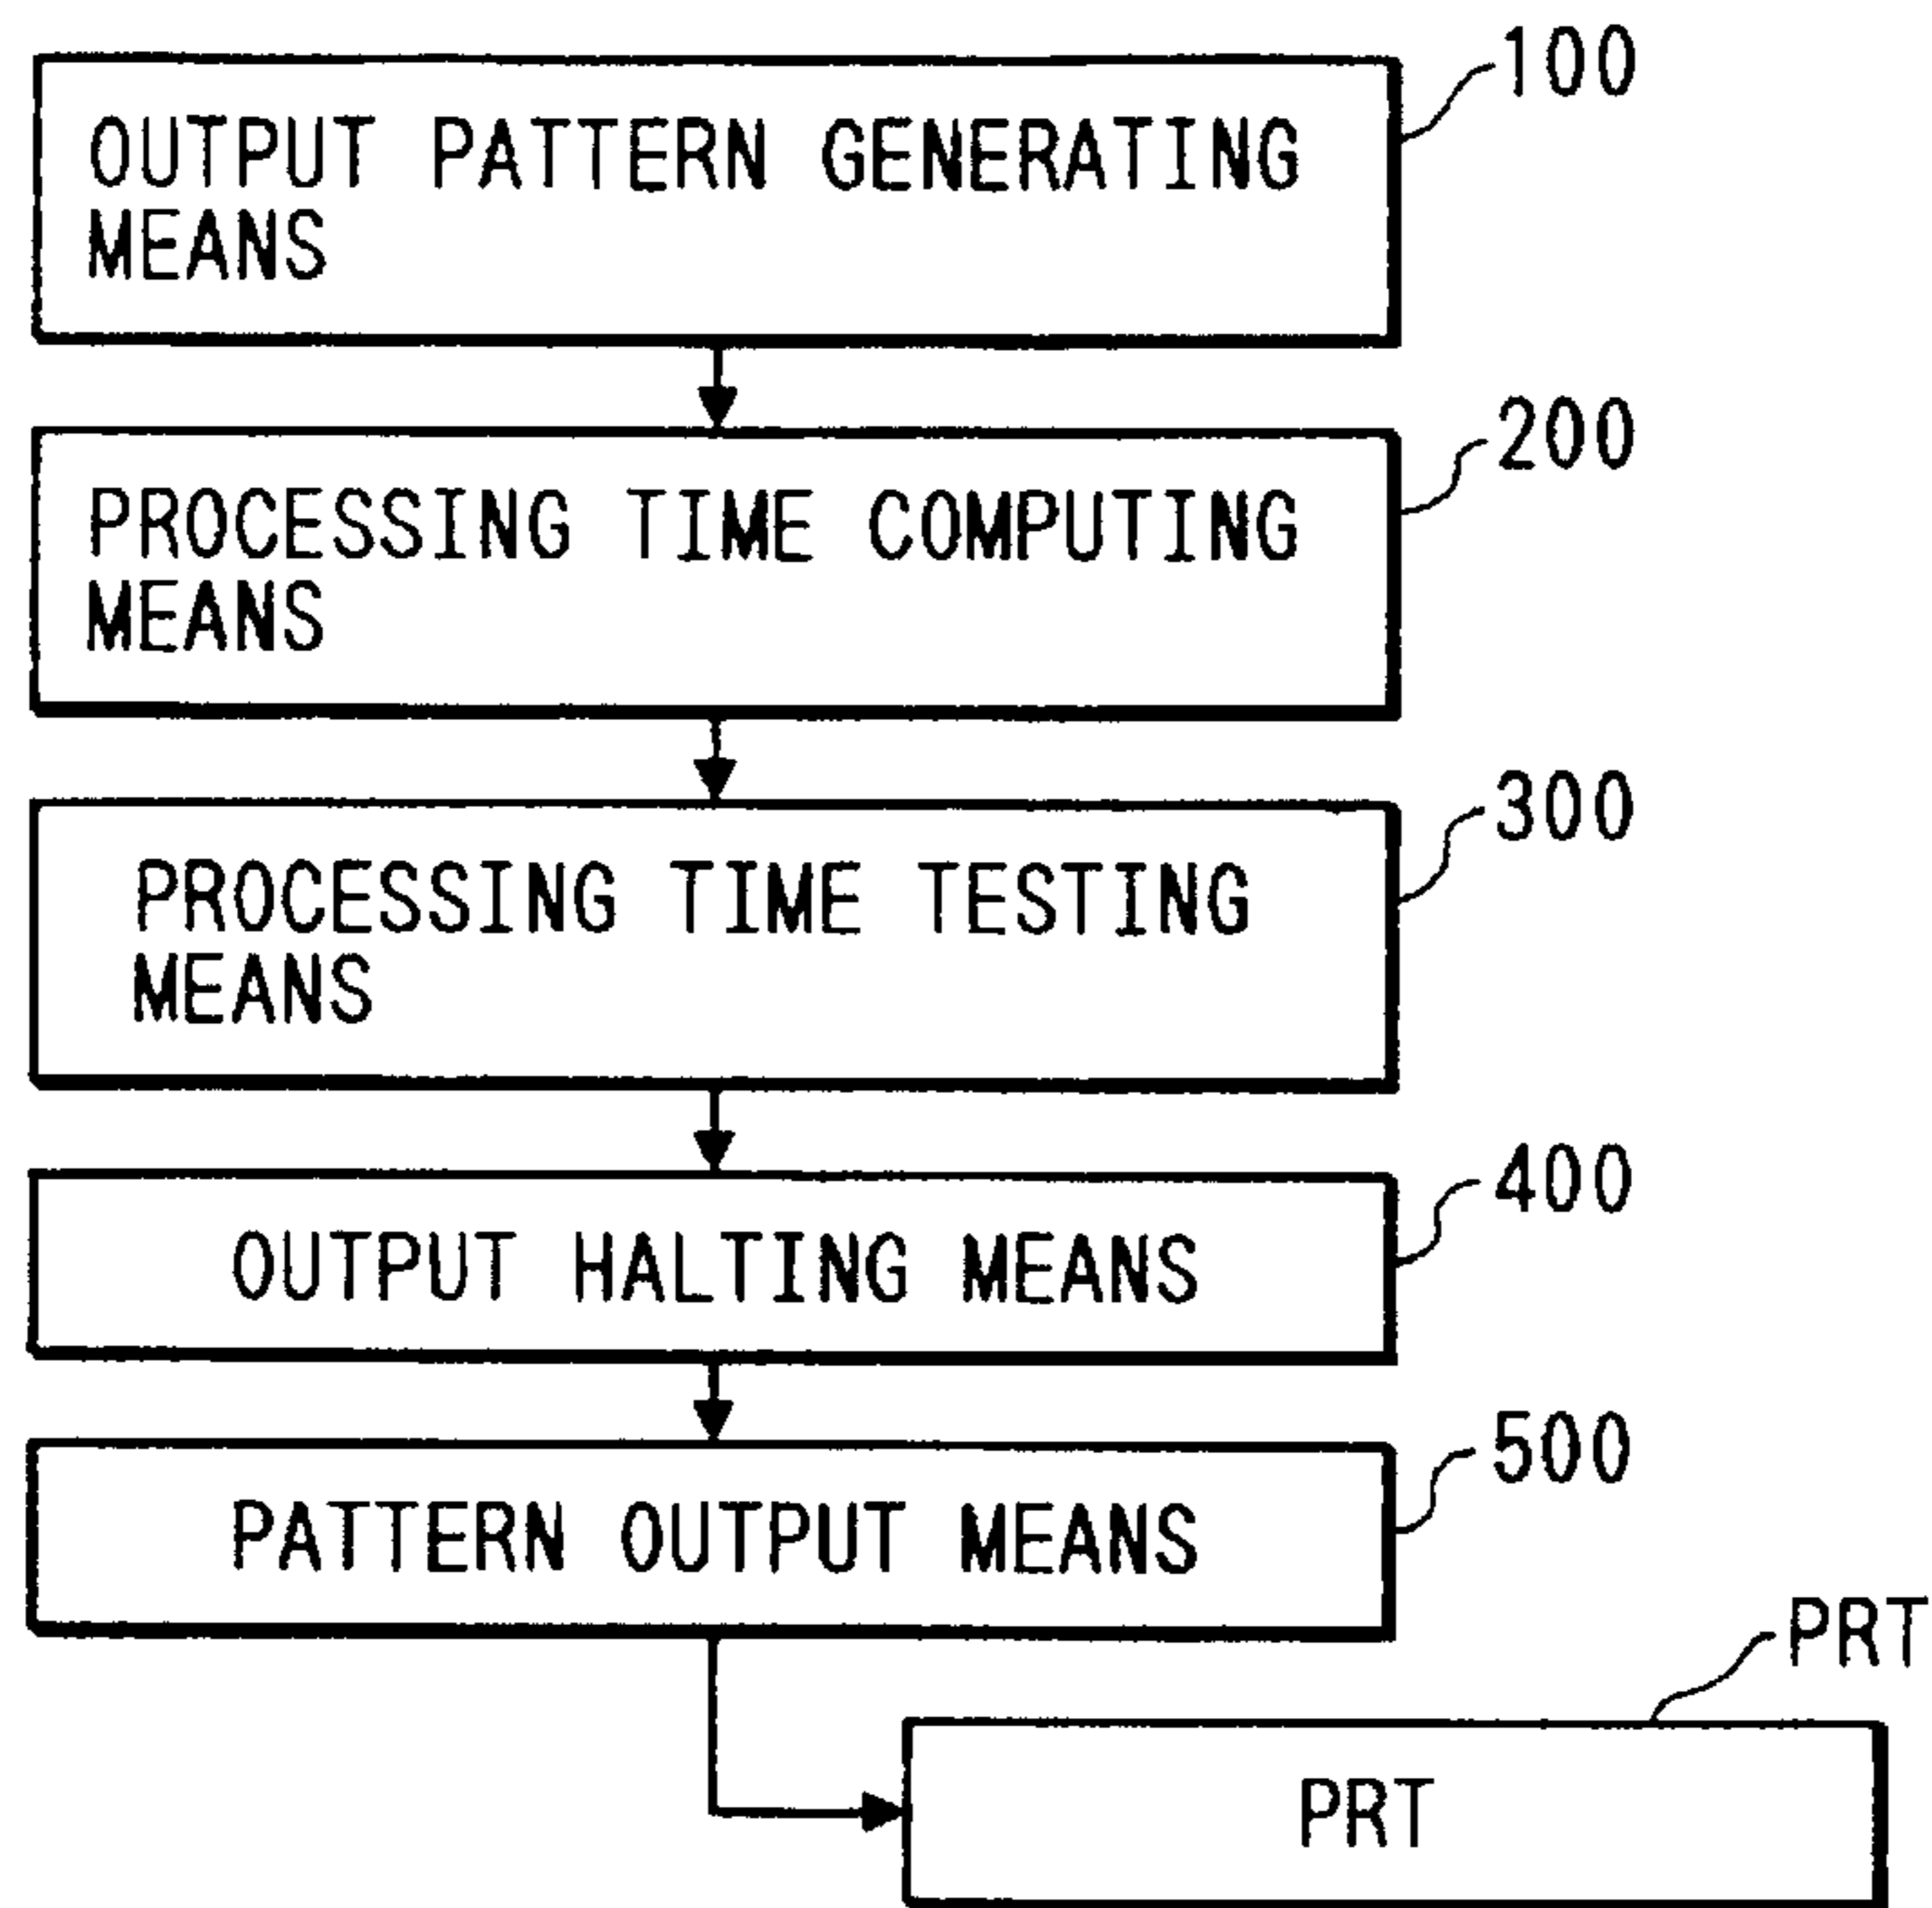 100
OUTPUT PATTERN GENERATING
MEANS
200
PROCESSING TIME COMPUTING
MEANS
300
PROCESSING TIME TESTING
MEANS
400
OUTPUT HALTING MEANS
500
PATTERN OUTPUT MEANS
PRT
PRT